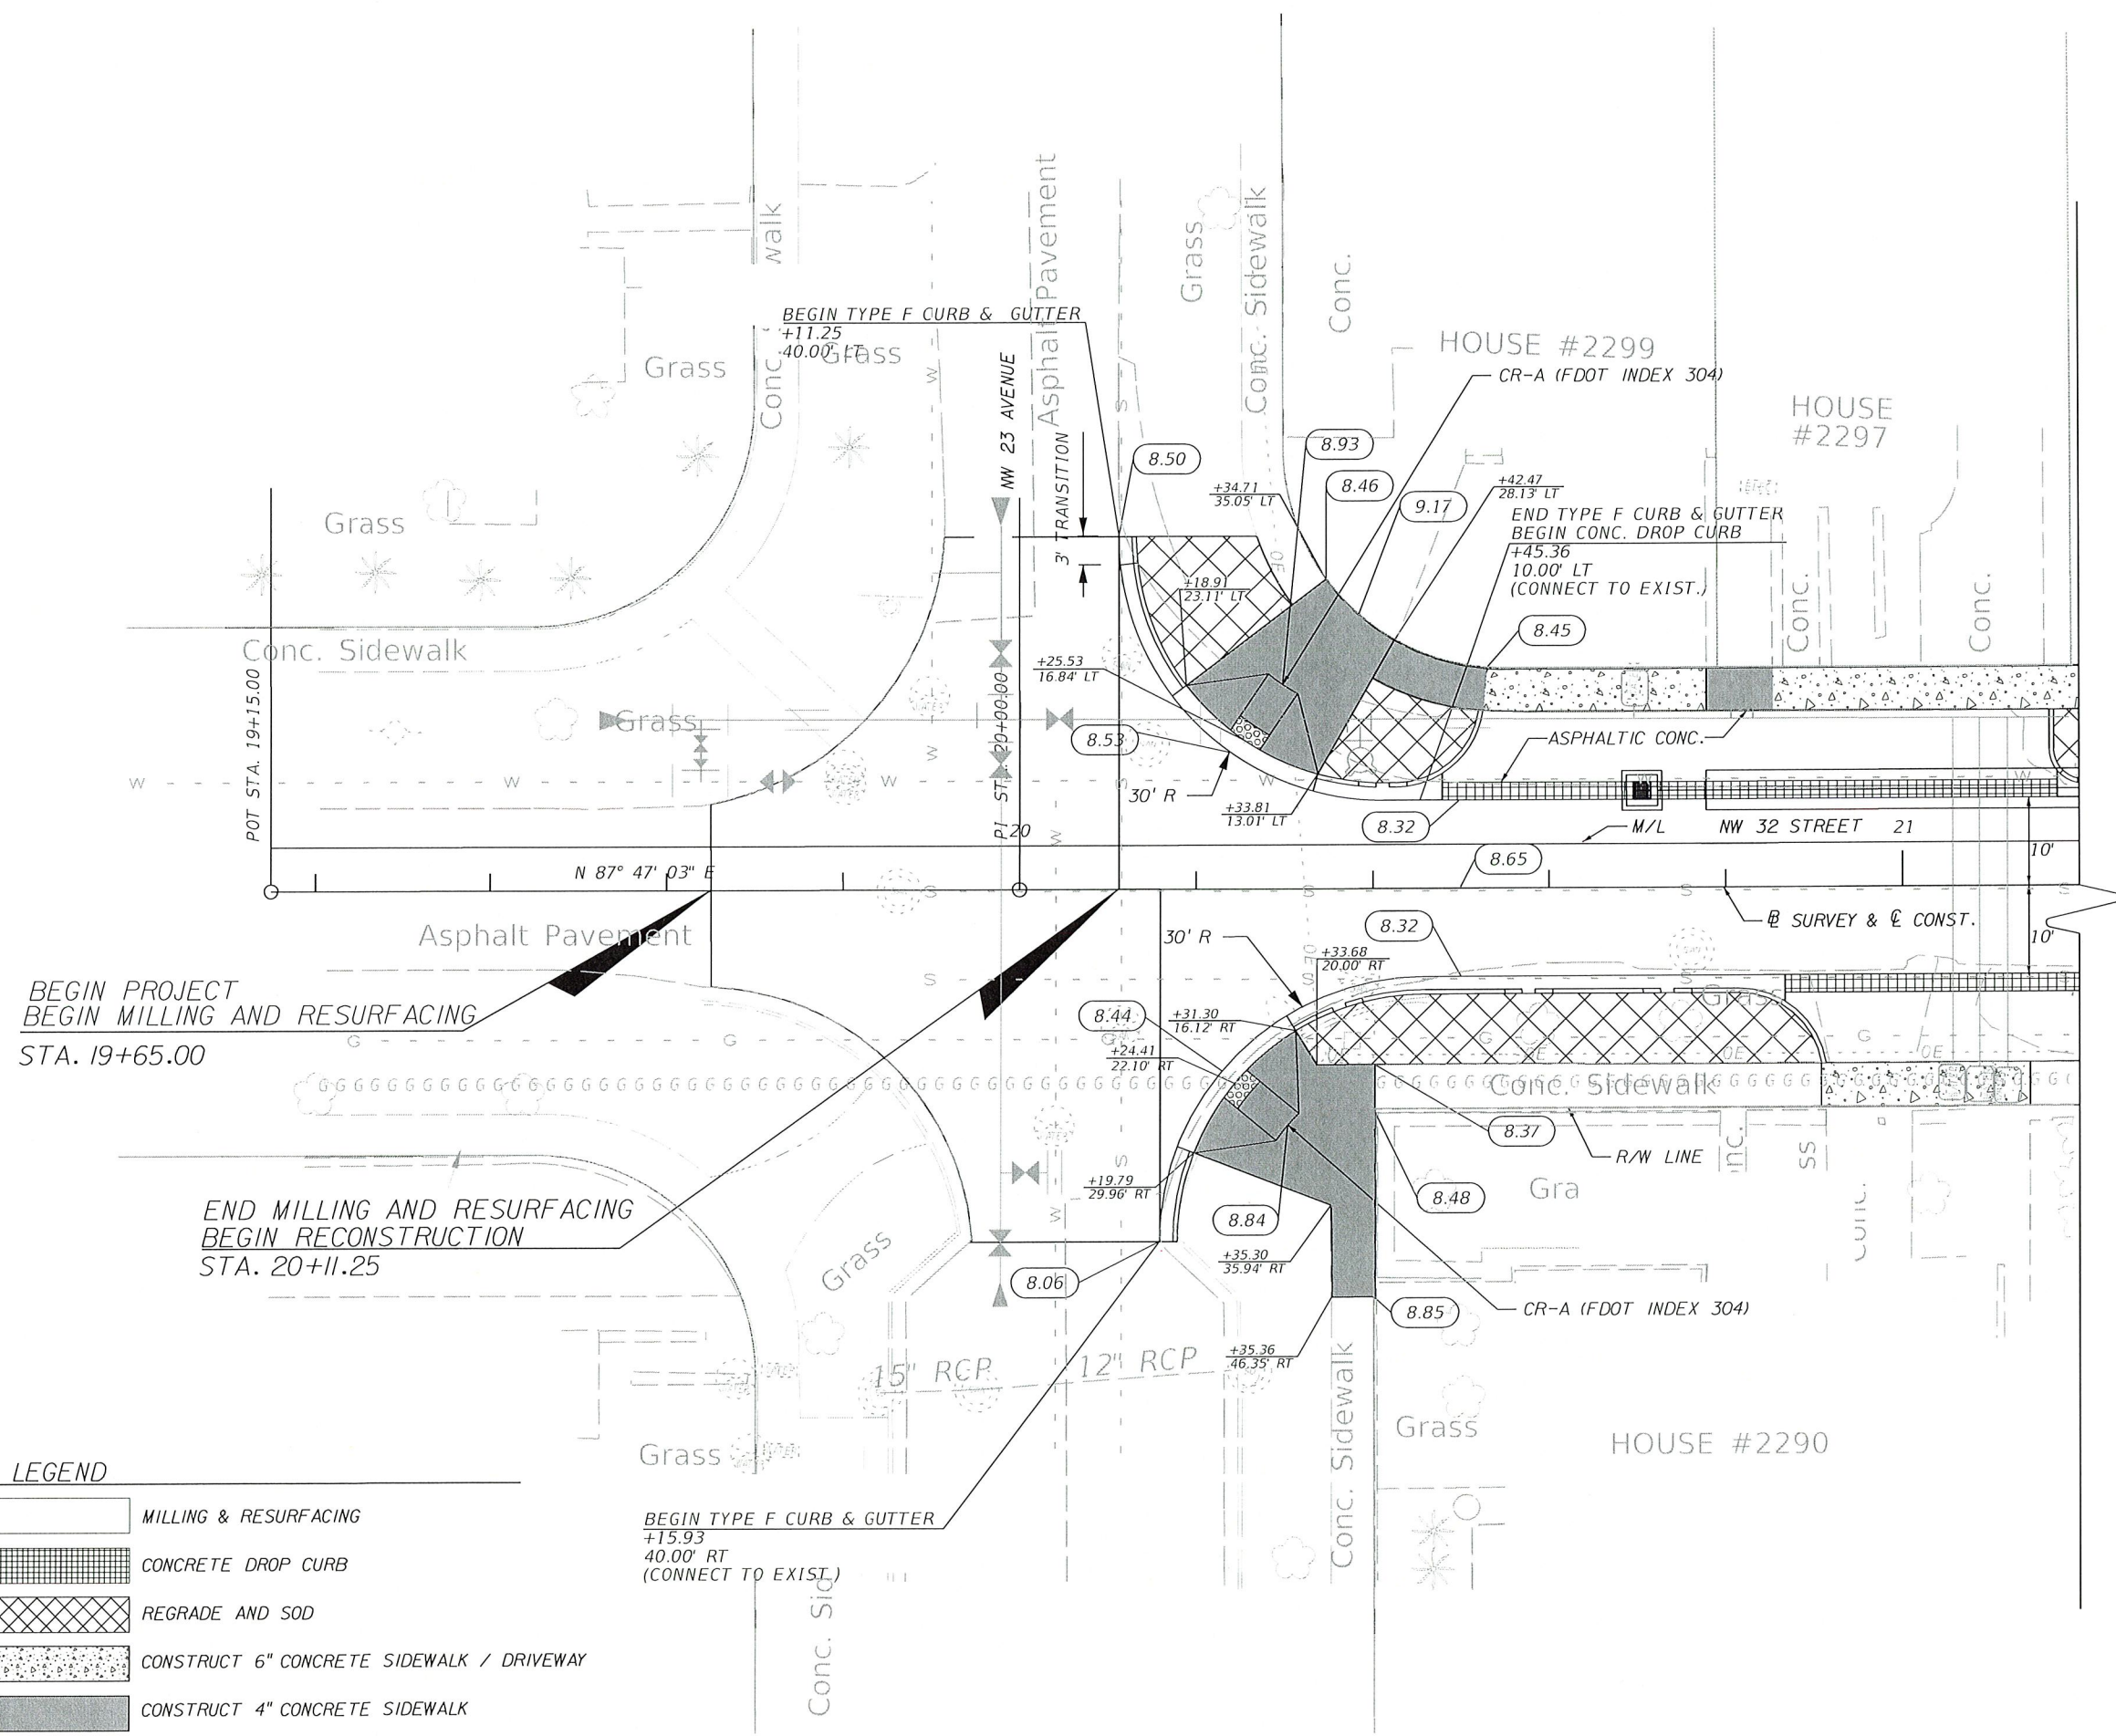 Asphalt Pavement
walk
Grass
Conc. Sidewalk
Conc.
BEGIN TYPE F CURB & GUTTER
+11.25
40.00' LT
Grass
Grass
Conc.
HOUSE #2299
CR-A (FDOT INDEX 304)
HOUSE
#2297
NW 23 AVENUE
3' TRANSITION
8.50
8.93
8.46
9.17
+34.71
35.05' LT
+42.47
28.13' LT
END TYPE F CURB & GUTTER
BEGIN CONC. DROP CURB
+45.36
10.00' LT
(CONNECT TO EXIST.)
Grass
OE
+18.91
23.11' LT
Conc.
Conc.
8.45
Conc. Sidewalk
+25.53
16.84' LT
POT STA. 19+15.00
PI STA. 20+00.00
Grass
8.53
ASPHALTIC CONC.
W
W
W
W
W
30' R
+33.81
13.01' LT
8.32
20
M/L
NW 32 STREET
21
10'
8.65
N 87° 47' 03" E
S
S
S
S
Asphalt Pavement
30' R
8.32
℄ SURVEY & ℄ CONST.
10'
+33.68
20.00' RT
BEGIN PROJECT
BEGIN MILLING AND RESURFACING
STA. 19+65.00
S
S
S
Grass
8.44
+31.30
16.12' RT
G
G
G
G
+24.41
22.10' RT
OE
OE
OE
Conc. Sidewalk
8.37
R/W LINE
nc.
ss
+19.79
29.96' RT
8.48
Gra
END MILLING AND RESURFACING
BEGIN RECONSTRUCTION
STA. 20+11.25
8.84
+35.30
35.94' RT
Grass
8.06
8.85
CR-A (FDOT INDEX 304)
+35.36
46.35' RT
15" RCP
12" RCP
Conc. Sidewalk
Grass
Grass
HOUSE #2290
LEGEND
MILLING & RESURFACING
CONCRETE DROP CURB
REGRADE AND SOD
CONSTRUCT 6" CONCRETE SIDEWALK / DRIVEWAY
CONSTRUCT 4" CONCRETE SIDEWALK
BEGIN TYPE F CURB & GUTTER
+15.93
40.00' RT
(CONNECT TO EXIST.)
Conc. Sid